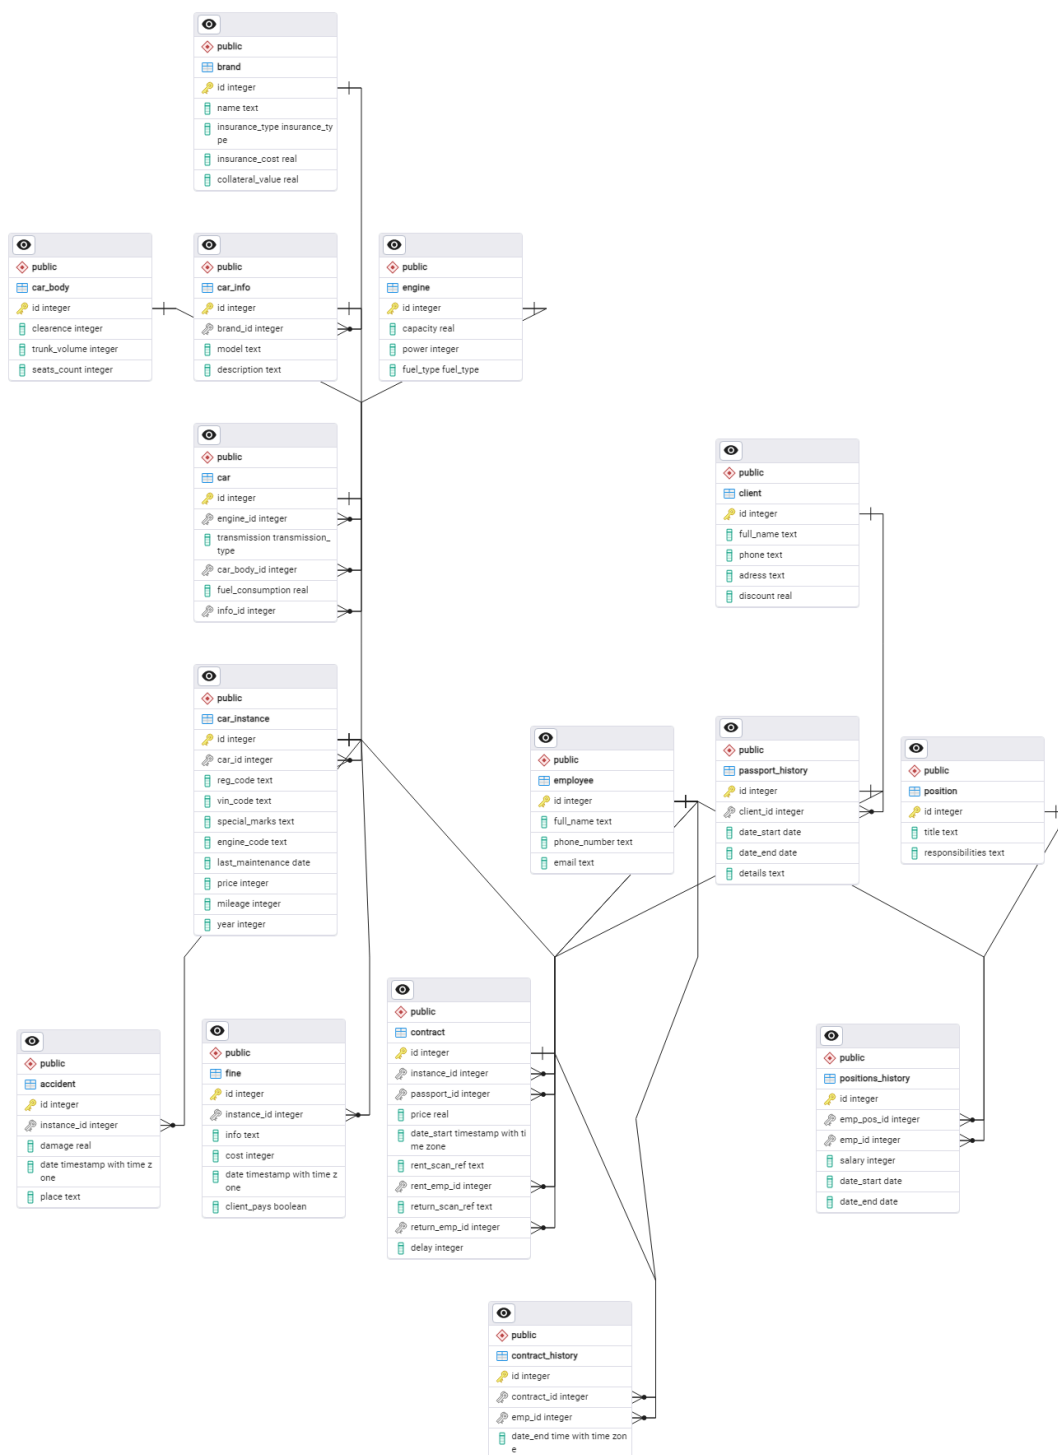 public
brand
id integer
name text
insurance_type insurance_ty
pe
insurance_cost real
collateral_value real
public
car_body
id integer
clearence integer
trunk_volume integer
seats_count integer
public
car_info
id integer
brand_id integer
model text
description text
public
engine
id integer
capacity real
power integer
fuel_type fuel_type
public
car
id integer
engine_id integer
transmission transmission_
type
car_body_id integer
fuel_consumption real
info_id integer
public
client
id integer
full_name text
phone text
adress text
discount real
public
car_instance
id integer
car_id integer
reg_code text
vin_code text
special_marks text
engine_code text
last_maintenance date
price integer
mileage integer
year integer
public
employee
id integer
full_name text
phone_number text
email text
public
passport_history
id integer
client_id integer
date_start date
date_end date
details text
public
position
id integer
title text
responsibilities text
public
accident
id integer
instance_id integer
damage real
date timestamp with time z
one
place text
public
fine
id integer
instance_id integer
info text
cost integer
date timestamp with time z
one
client_pays boolean
public
contract
id integer
instance_id integer
passport_id integer
price real
date_start timestamp with ti
me zone
rent_scan_ref text
rent_emp_id integer
return_scan_ref text
return_emp_id integer
delay integer
public
positions_history
id integer
emp_pos_id integer
emp_id integer
salary integer
date_start date
date_end date
public
contract_history
id integer
contract_id integer
emp_id integer
date_end time with time zon
e